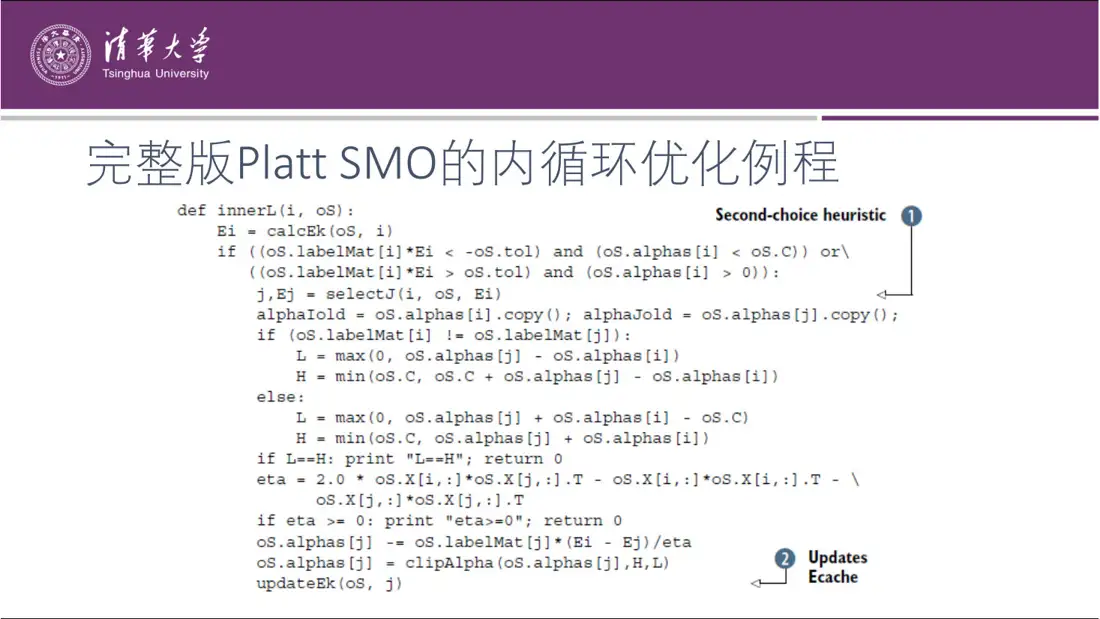 清华大学
Tsinghua University
完整版Platt SMO的内循环优化例程
def innerL(i, oS):
Second-choice heuristic 1
    Ei = calcEk(oS, i)
    if ((oS.labelMat[i]*Ei < -oS.tol) and (oS.alphas[i] < oS.C)) or\
       ((oS.labelMat[i]*Ei > oS.tol) and (oS.alphas[i] > 0)):
        j,Ej = selectJ(i, oS, Ei)
        alphaIold = oS.alphas[i].copy(); alphaJold = oS.alphas[j].copy();
        if (oS.labelMat[i] != oS.labelMat[j]):
            L = max(0, oS.alphas[j] - oS.alphas[i])
            H = min(oS.C, oS.C + oS.alphas[j] - oS.alphas[i])
        else:
            L = max(0, oS.alphas[j] + oS.alphas[i] - oS.C)
            H = min(oS.C, oS.alphas[j] + oS.alphas[i])
        if L==H: print "L==H"; return 0
        eta = 2.0 * oS.X[i,:]*oS.X[j,:].T - oS.X[i,:]*oS.X[i,:].T - \
              oS.X[j,:]*oS.X[j,:].T
        if eta >= 0: print "eta>=0"; return 0
        oS.alphas[j] -= oS.labelMat[j]*(Ei - Ej)/eta
        oS.alphas[j] = clipAlpha(oS.alphas[j],H,L)
        updateEk(oS, j)
2 Updates
Ecache